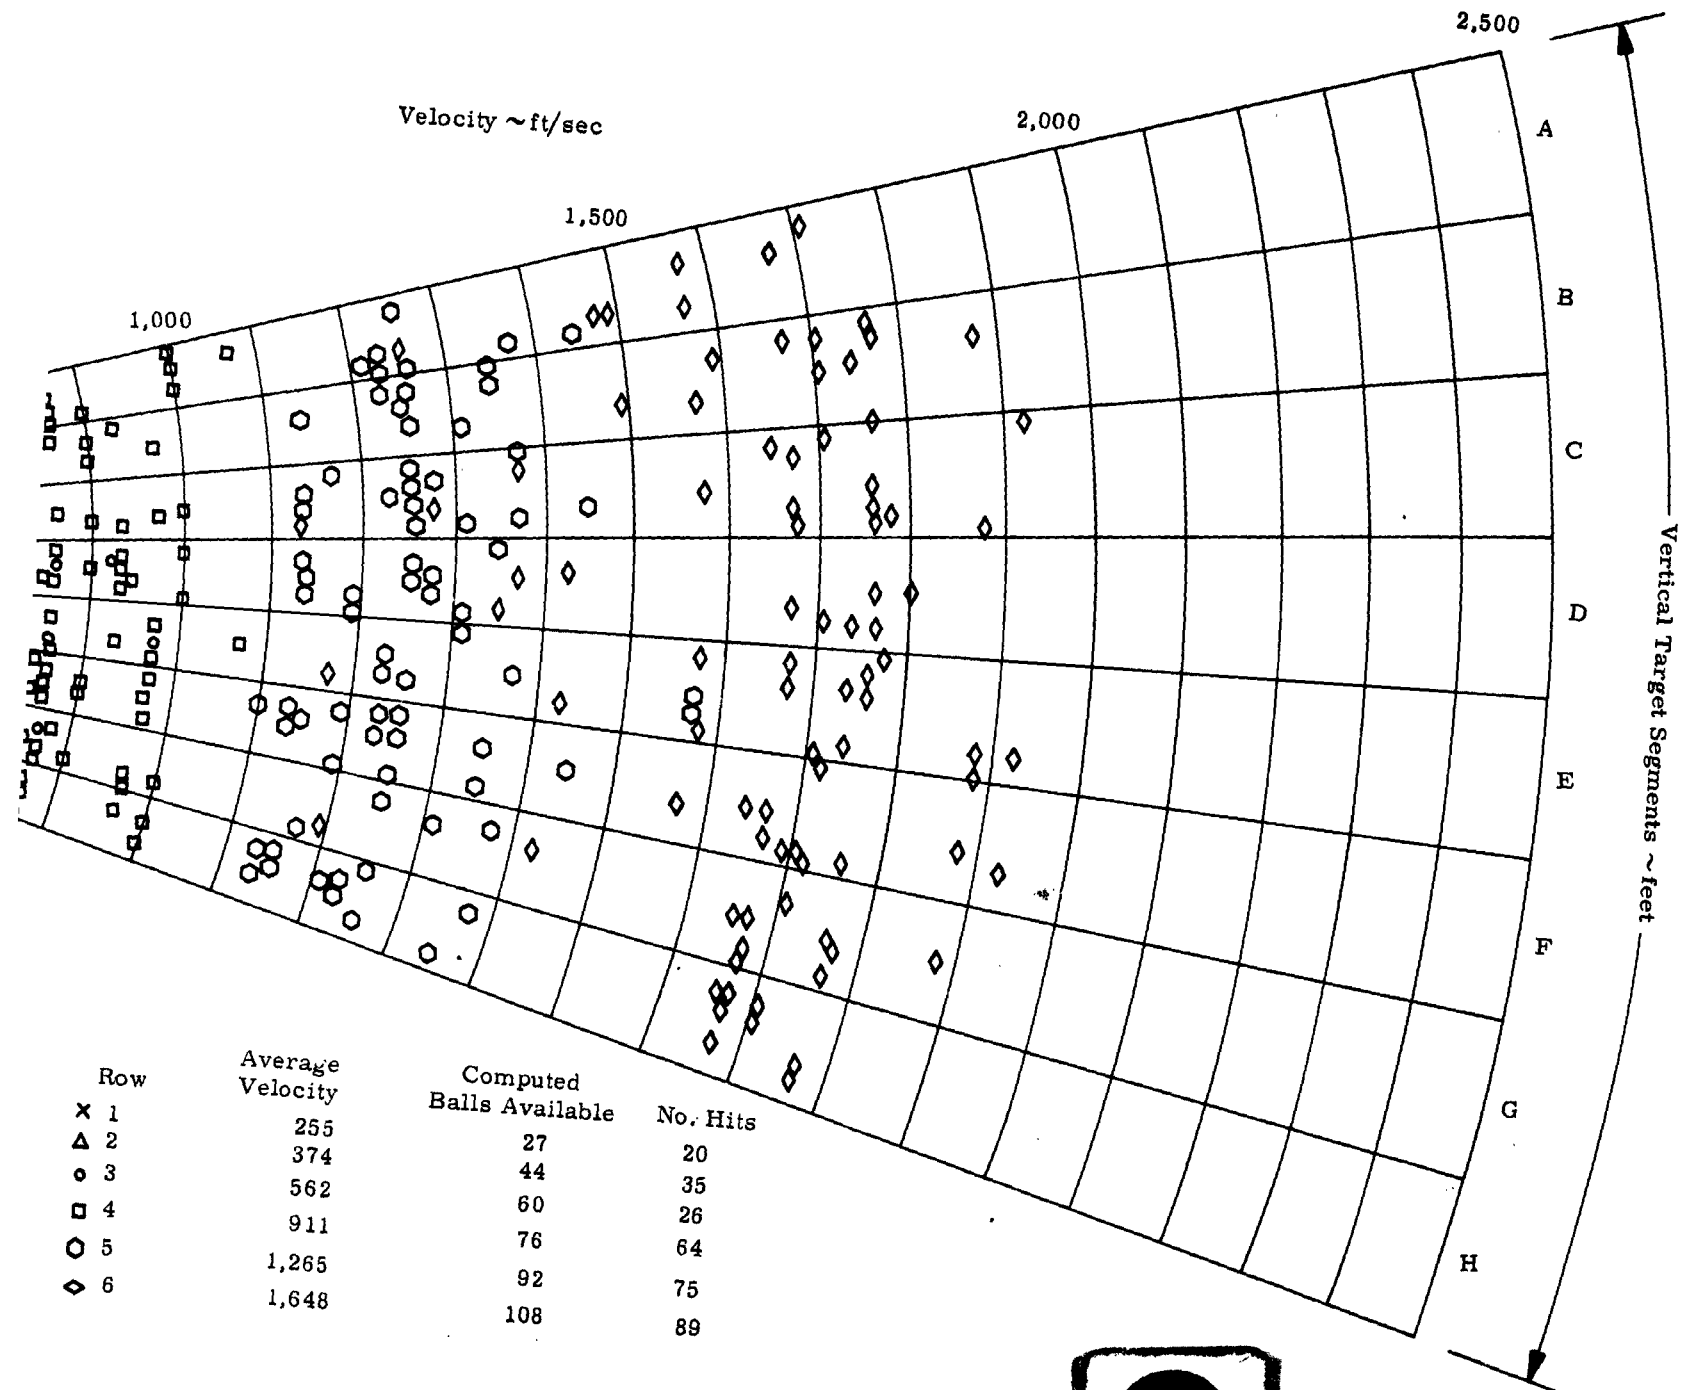 2,500
2,000
Velocity ~ft/sec
1,500
1,000
A
B
C
D
E
F
G
H
Vertical Target Segments ~feet
Row Average Velocity Computed Balls Available No. Hits
1 255 27 20
2 374 44 35
3 562 60 26
4 911 76 64
5 1,265 92 75
6 1,648 108 89